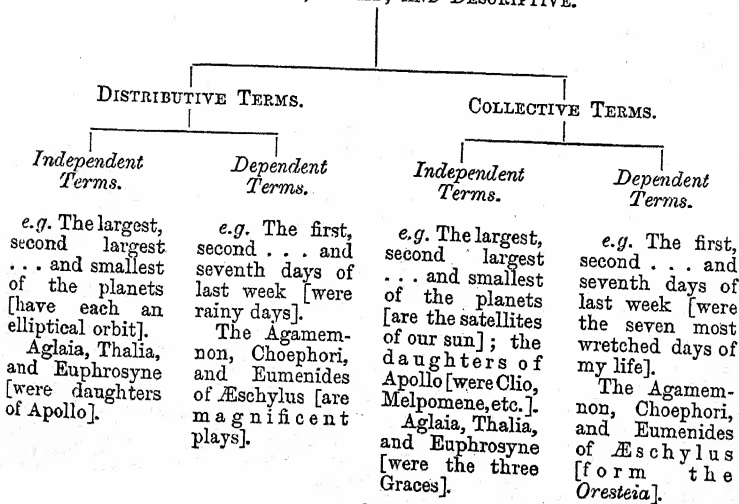 AND DESCRIPTIVE.
DISTRIBUTIVE TERMS.
COLLECTIVE TERMS.
Independent
Terms.
e.g. The largest,
second largest
. . . and smallest
of the planets
[have each an
elliptical orbit].
Aglaia, Thalia,
and Euphrosyne
[were daughters
of Apollo].
Dependent
Terms.
e.g. The first,
second . . . and
seventh days of
last week [were
rainy days].
The Agamem-
non, Choephori,
and Eumenides
of Æschylus [are
magnificent
plays].
Independent
Terms.
e.g. The largest,
second largest
. . . and smallest
of the planets
[are the satellites
of our sun]; the
daughters of
Apollo [were Clio,
Melpomene, etc.].
Aglaia, Thalia,
and Euphrosyne
[were the three
Graces].
Dependent
Terms.
e.g. The first,
second . . . and
seventh days of
last week [were
the seven most
wretched days of
my life].
The Agamem-
non, Choephori,
and Eumenides
of Æschylus
[form the
Oresteia].